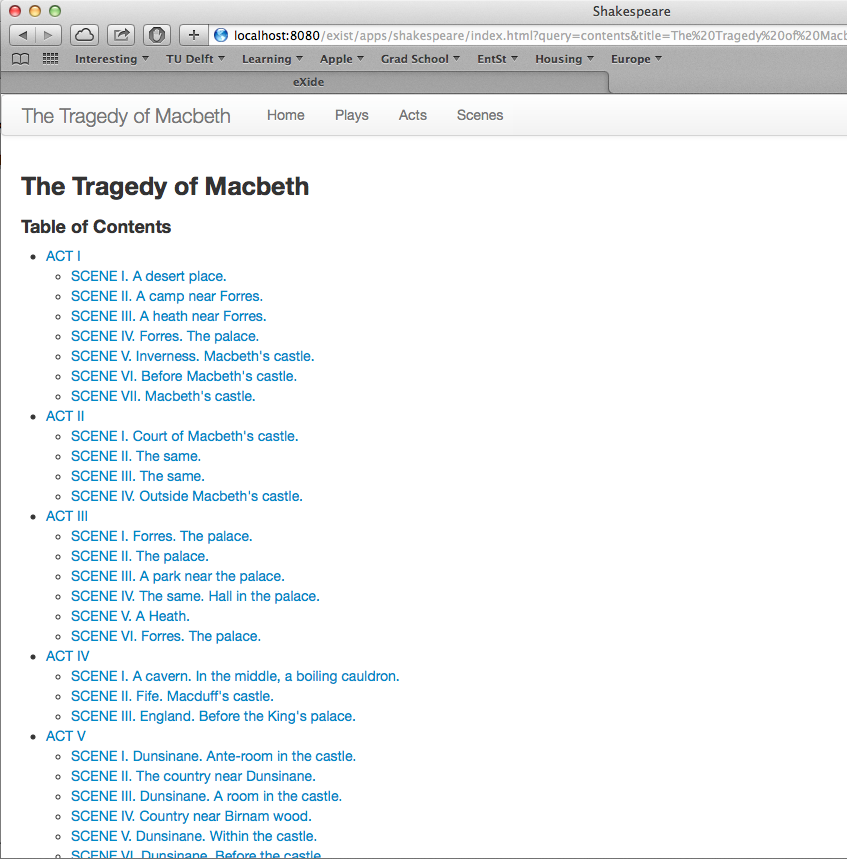 Shakespeare
localhost:8080/exist/apps/shakespeare/index.html?query=contents&title=The%20Tragedy%20of%20Macb
Interesting TU Delft Learning Apple Grad School EntSt Housing Europe
eXide
The Tragedy of Macbeth Home Plays Acts Scenes
The Tragedy of Macbeth
Table of Contents
ACT I
SCENE I. A desert place.
SCENE II. A camp near Forres.
SCENE III. A heath near Forres.
SCENE IV. Forres. The palace.
SCENE V. Inverness. Macbeth's castle.
SCENE VI. Before Macbeth's castle.
SCENE VII. Macbeth's castle.
ACT II
SCENE I. Court of Macbeth's castle.
SCENE II. The same.
SCENE III. The same.
SCENE IV. Outside Macbeth's castle.
ACT III
SCENE I. Forres. The palace.
SCENE II. The palace.
SCENE III. A park near the palace.
SCENE IV. The same. Hall in the palace.
SCENE V. A Heath.
SCENE VI. Forres. The palace.
ACT IV
SCENE I. A cavern. In the middle, a boiling cauldron.
SCENE II. Fife. Macduff's castle.
SCENE III. England. Before the King's palace.
ACT V
SCENE I. Dunsinane. Ante-room in the castle.
SCENE II. The country near Dunsinane.
SCENE III. Dunsinane. A room in the castle.
SCENE IV. Country near Birnam wood.
SCENE V. Dunsinane. Within the castle.
SCENE VI. Dunsinane. Before the castle.